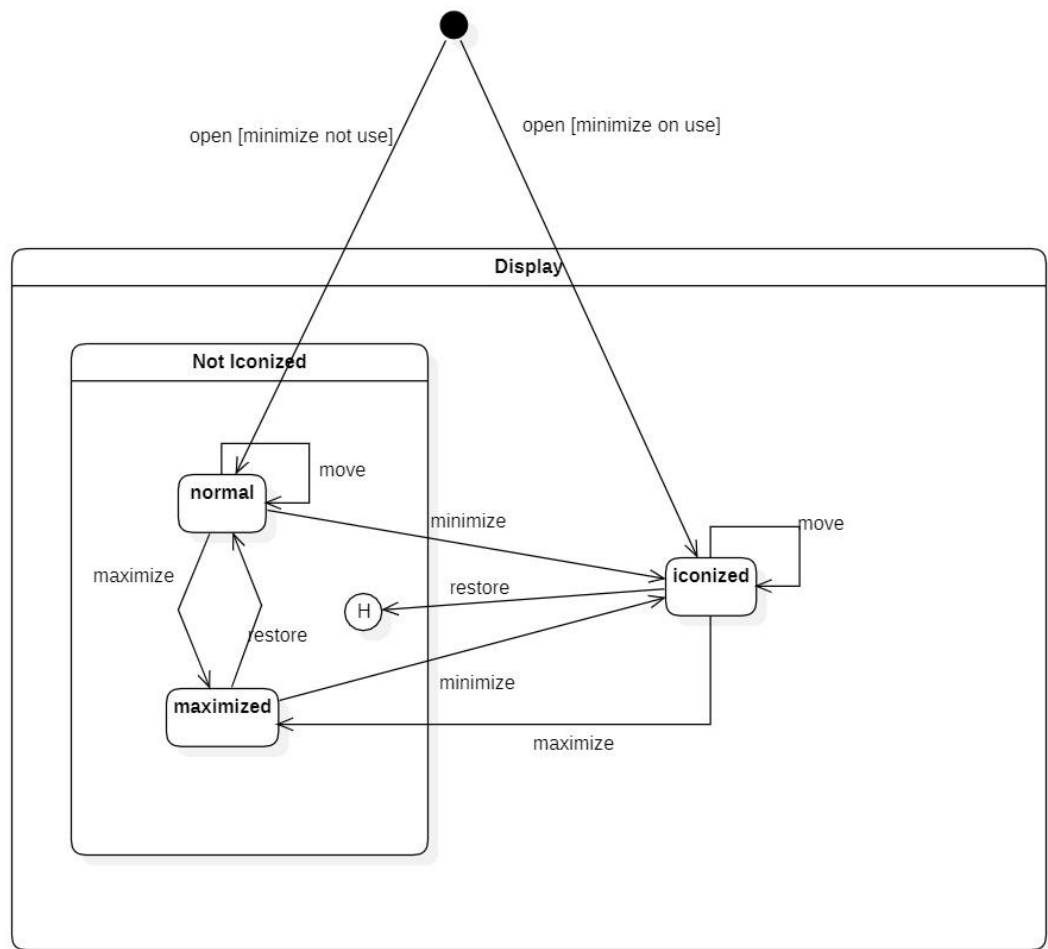 open [minimize not use]
open [minimize on use]
Display
Not Iconized
move
normal
minimize
move
iconized
maximize
restore
H
restore
maximized
minimize
maximize